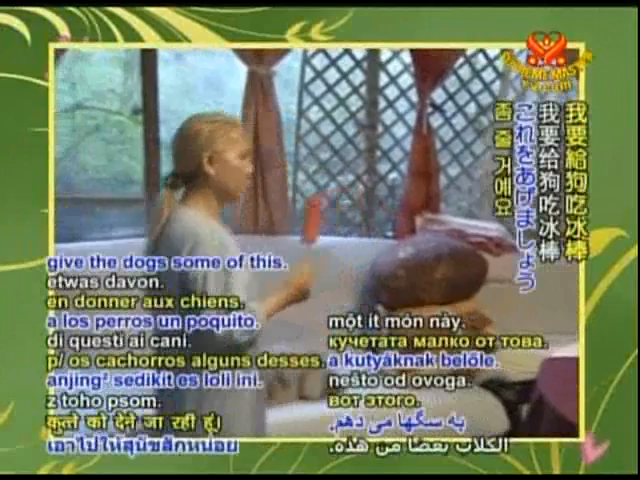 SUPREME MASTER
我要給狗吃冰棒
我要给狗吃冰棒
これをあげましょう
좀 줄 거예요
give the dogs some of this.
etwas davon.
en donner aux chiens.
a los perros un poquito.
di questi ai cani.
p/ os cachorros alguns desses.
anjing² sedikit es loli ini.
z toho psom.
कुत्ते को देने जा रही हूं।
เอาไปให้สุนัขสักหน่อย
một ít món này.
кучетата малко от това.
a kutyáknak belőle.
nešto od ovoga.
вот этого.
به سگها می دهم.
الكلاب بعضا من هذه.